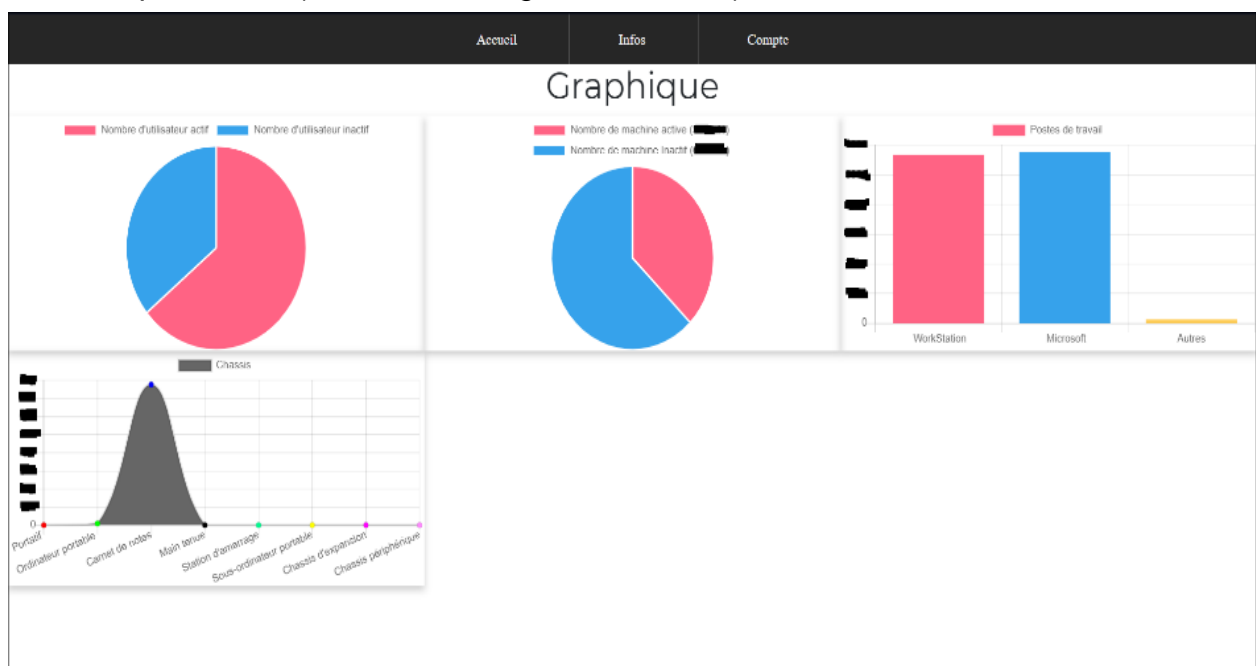 Accueil Infos Compte
Graphique
Nombre d'utilisateur actif Nombre d'utilisateur inactif
Nombre de machine active (
Nombre de machine Inactif (
Postes de travail
0
WorkStation Microsoft Autres
Chassis
0
Portatif Ordinateur portable Carnet de notes Main tenue Station d'amarrage Sous-ordinateur portable Chassis d'expancion Chassis périphérique